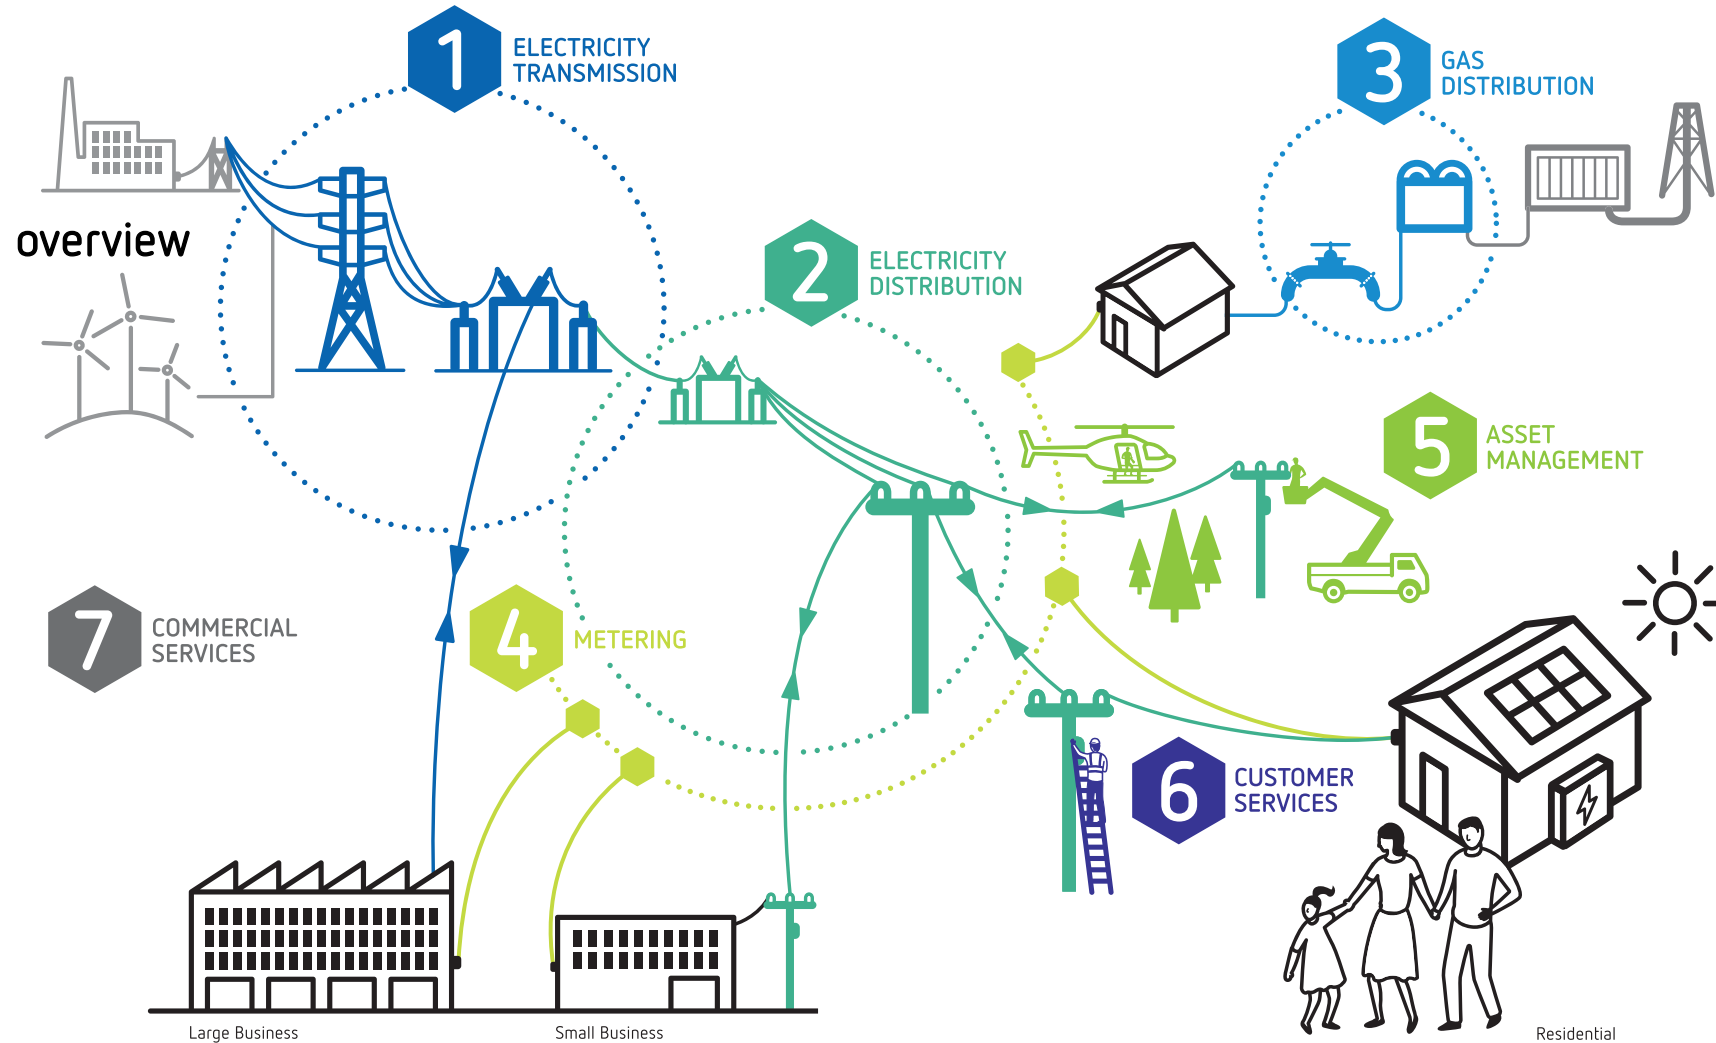 1
ELECTRICITY
TRANSMISSION
3
GAS
DISTRIBUTION
overview
2
ELECTRICITY
DISTRIBUTION
5
ASSET
MANAGEMENT
7
COMMERCIAL
SERVICES
4
METERING
6
CUSTOMER
SERVICES
Large Business
Small Business
Residential